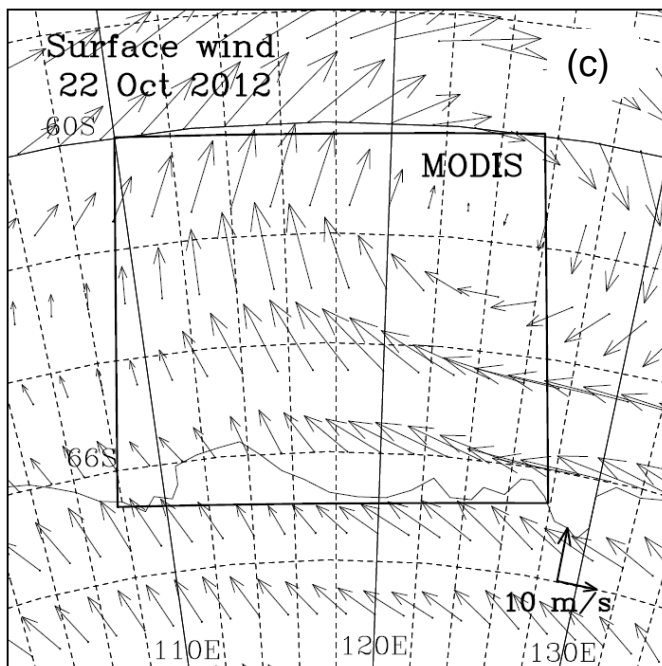 Surface wind
22 Oct 2012
(c)
60S
MODIS
66S
10 m/s
110E
120E
130E